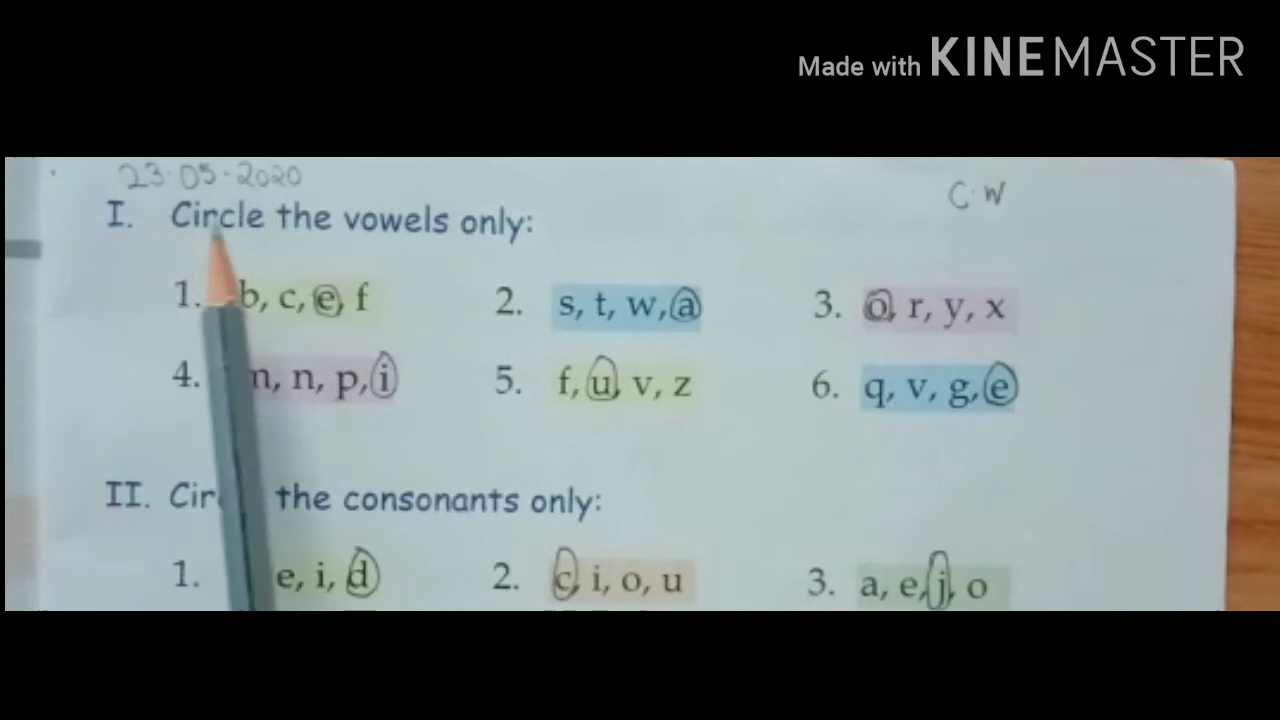 Made with KINEMASTER
23.05.2020
C.W
I. Circle the vowels only:
1. b, c, e, f 2. s, t, w, a 3. o, r, y, x
4. m, n, p, i 5. f, u, v, z 6. q, v, g, e
II. the consonants only:
1. e, i, d 2. c, i, o, u 3. a, e, j, o